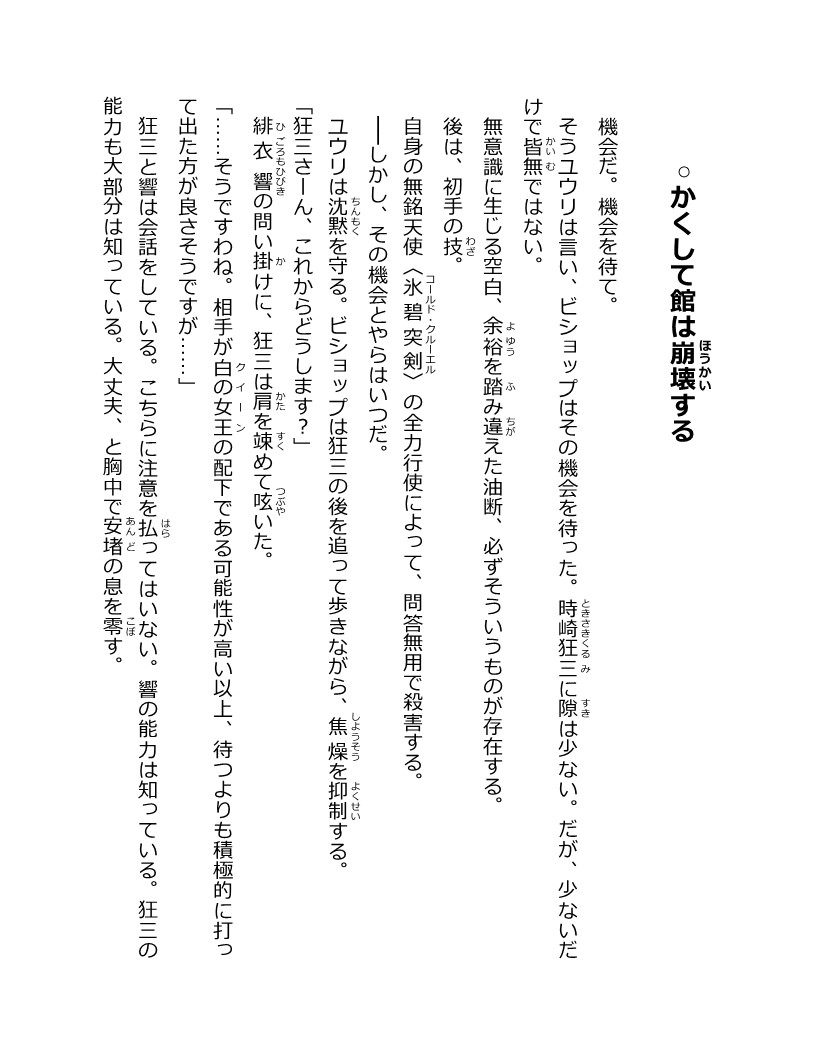 ○かくして館は崩壊する
機会だ。機会を待て。
そうユウリは言い、ビショップはその機会を待った。時崎狂三に隙は少ない。だが、少ないだ
けで皆無ではない。
無意識に生じる空白、余裕を踏み違えた油断、必ずそういうものが存在する。
後は、初手の技。
自身の無銘天使〈氷碧突剣〉の全力行使によって、問答無用で殺害する。
――しかし、その機会とやらはいつだ。
ユウリは沈黙を守る。ビショップは狂三の後を追って歩きながら、焦燥を抑制する。
「狂三さーん、これからどうします？」
緋衣響の問い掛けに、狂三は肩を竦めて呟いた。
「……そうですわね。相手が白の女王の配下である可能性が高い以上、待つよりも積極的に打っ
て出た方が良さそうですが……」
狂三と響は会話をしている。こちらに注意を払ってはいない。響の能力は知っている。狂三の
能力も大部分は知っている。大丈夫、と胸中で安堵の息を零す。